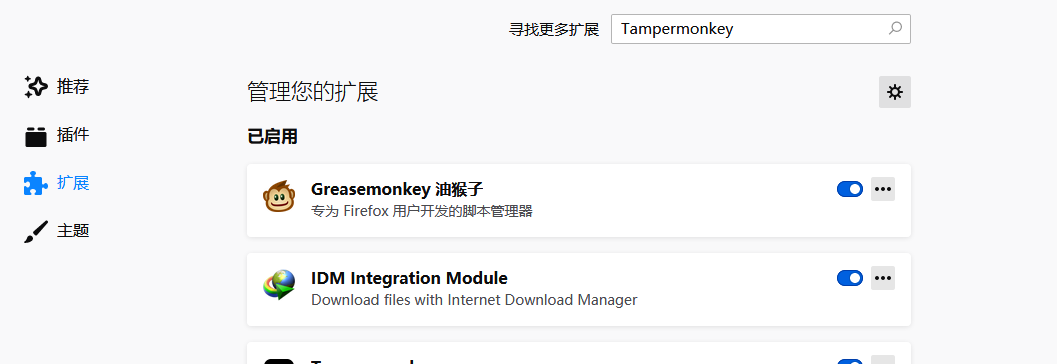 寻找更多扩展
Tampermonkey
推荐
插件
扩展
主题
管理您的扩展
已启用
Greasemonkey 油猴子
专为 Firefox 用户开发的脚本管理器
IDM Integration Module
Download files with Internet Download Manager